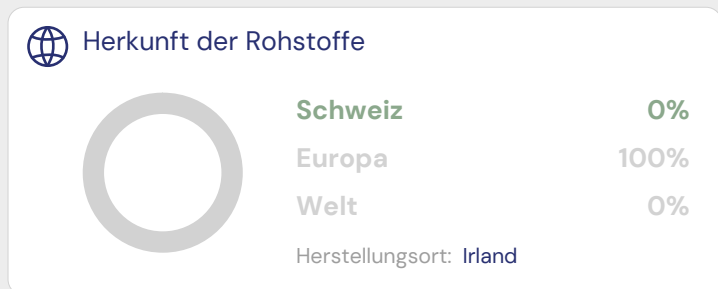 Herkunft der Rohstoffe
Schweiz 0%
Europa 100%
Welt 0%
Herstellungsort: Irland